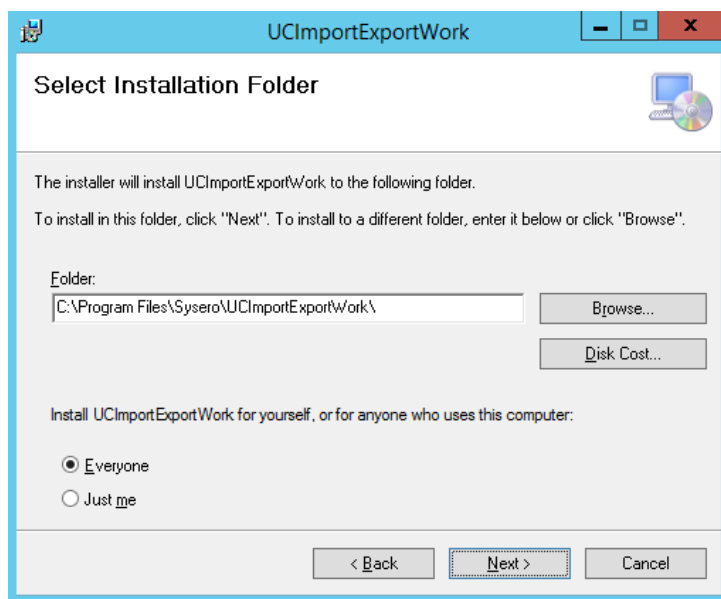 UCImportExportWork
Select Installation Folder
The installer will install UCImportExportWork to the following folder.
To install in this folder, click "Next". To install to a different folder, enter it below or click "Browse".
Folder:
C:\Program Files\Sysero\UCImportExportWork\
Browse...
Disk Cost...
Install UCImportExportWork for yourself, or for anyone who uses this computer:
Everyone
Just me
< Back
Next >
Cancel